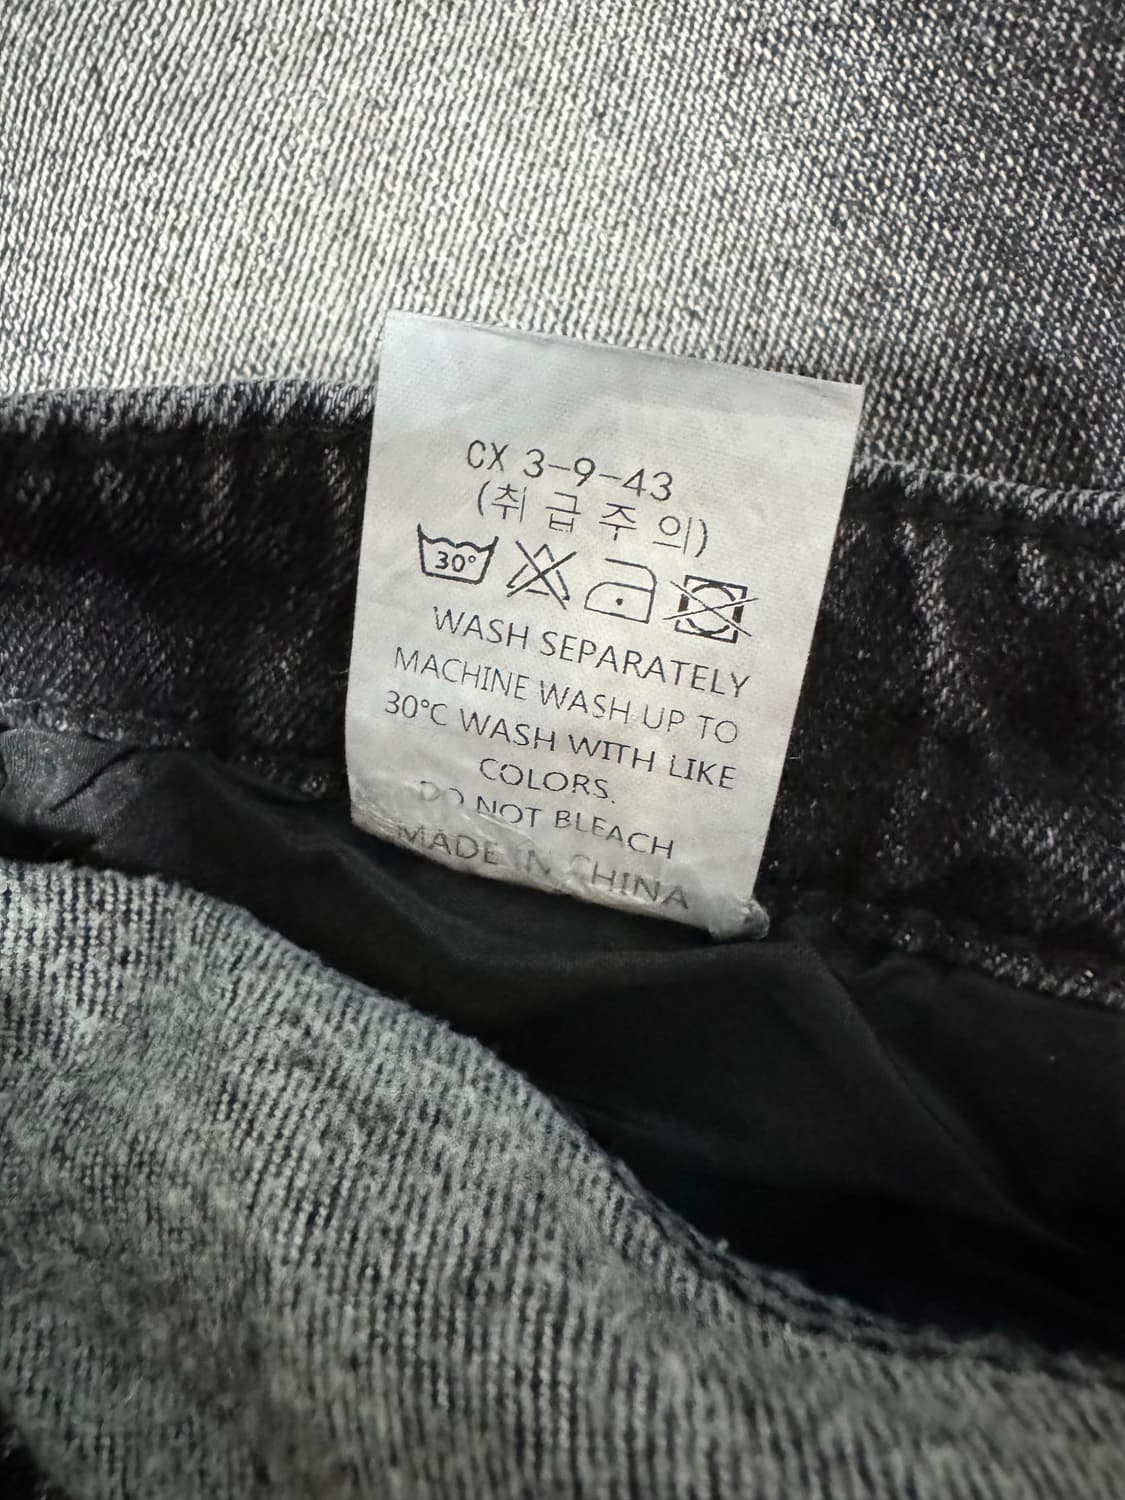 CX 3-9-43
(취 급 주 의)
30°
WASH SEPARATELY
MACHINE WASH UP TO
30°C WASH WITH LIKE
COLORS.
DO NOT BLEACH
MADE IN CHINA